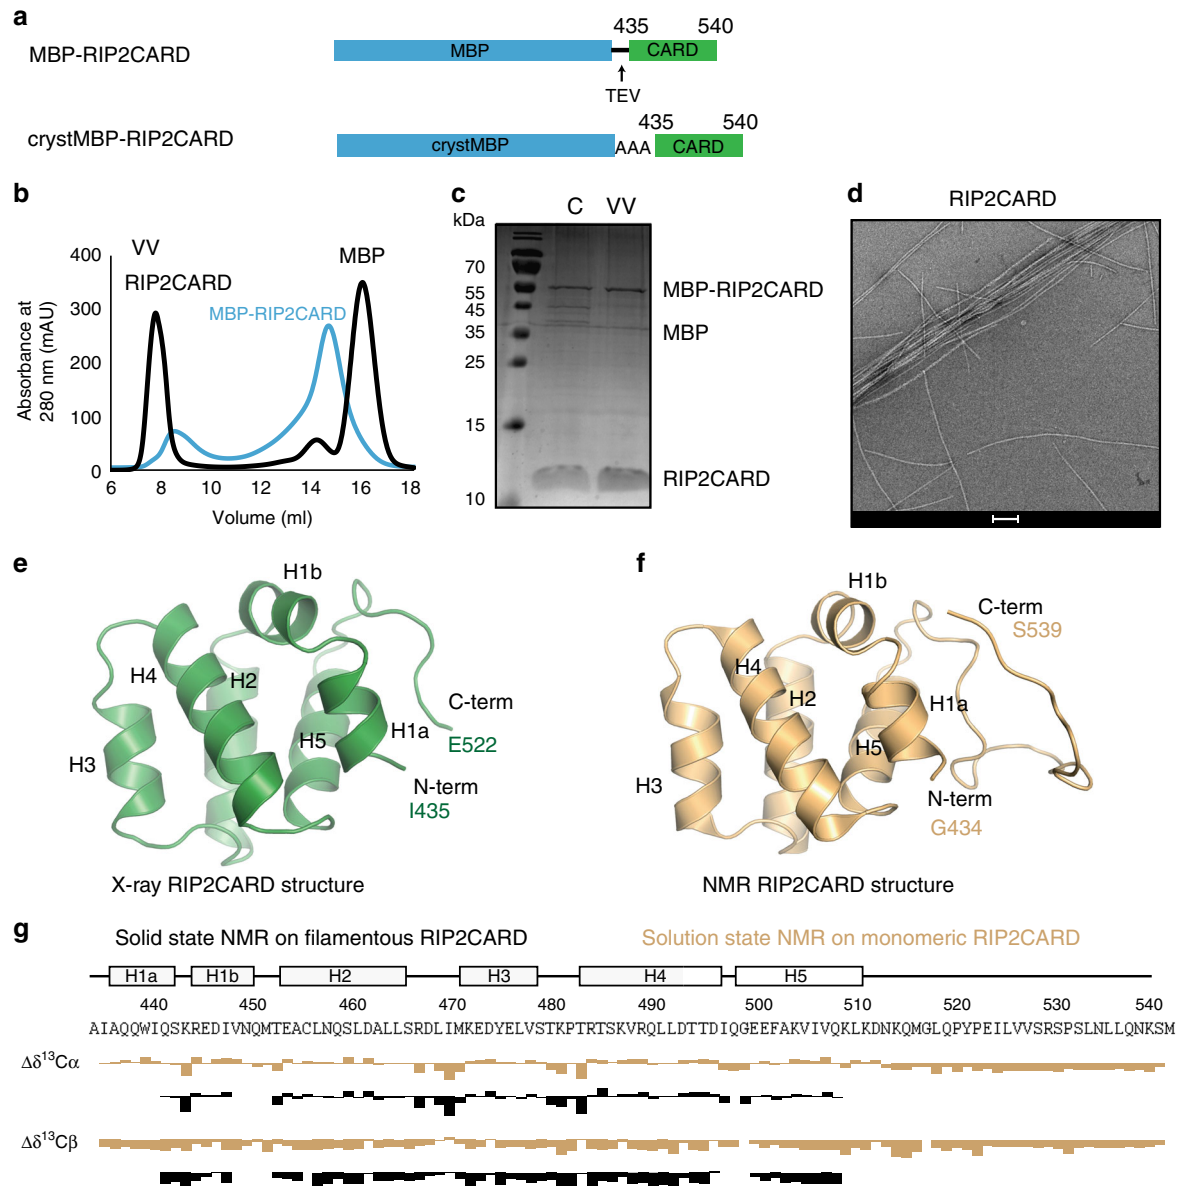 a
435 540
MBP-RIP2CARD
MBP
CARD
TEV
435 540
crystMBP-RIP2CARD
crystMBP
AAA
CARD
b
Absorbance at
280 nm (mAU)
400
300
200
100
0
VV
RIP2CARD
MBP-RIP2CARD
MBP
6 8 10 12 14 16 18
Volume (ml)
c
kDa
C VV
70
55
45
35
25
15
10
MBP-RIP2CARD
MBP
RIP2CARD
d
RIP2CARD
e
H1b
H4
H2
H3
H5
H1a
C-term
E522
N-term
I435
X-ray RIP2CARD structure
f
H1b
C-term
S539
H4
H2
H1a
H5
H3
N-term
G434
NMR RIP2CARD structure
g
Solid state NMR on filamentous RIP2CARD
Solution state NMR on monomeric RIP2CARD
H1a H1b H2 H3 H4 H5
440 450 460 470 480 490 500 510 520 530 540
AIAQQWIQSKREDIVNQMTEACLNQSLDALLSRDLIMKEDYELVSTKPTRTSKVRQLLDTTDIQGEEFAKVIVQKLKDNKQMGLQPYPEILVVSRSPSLNLLQNKSM
Δδ¹³Cα
Δδ¹³Cβ